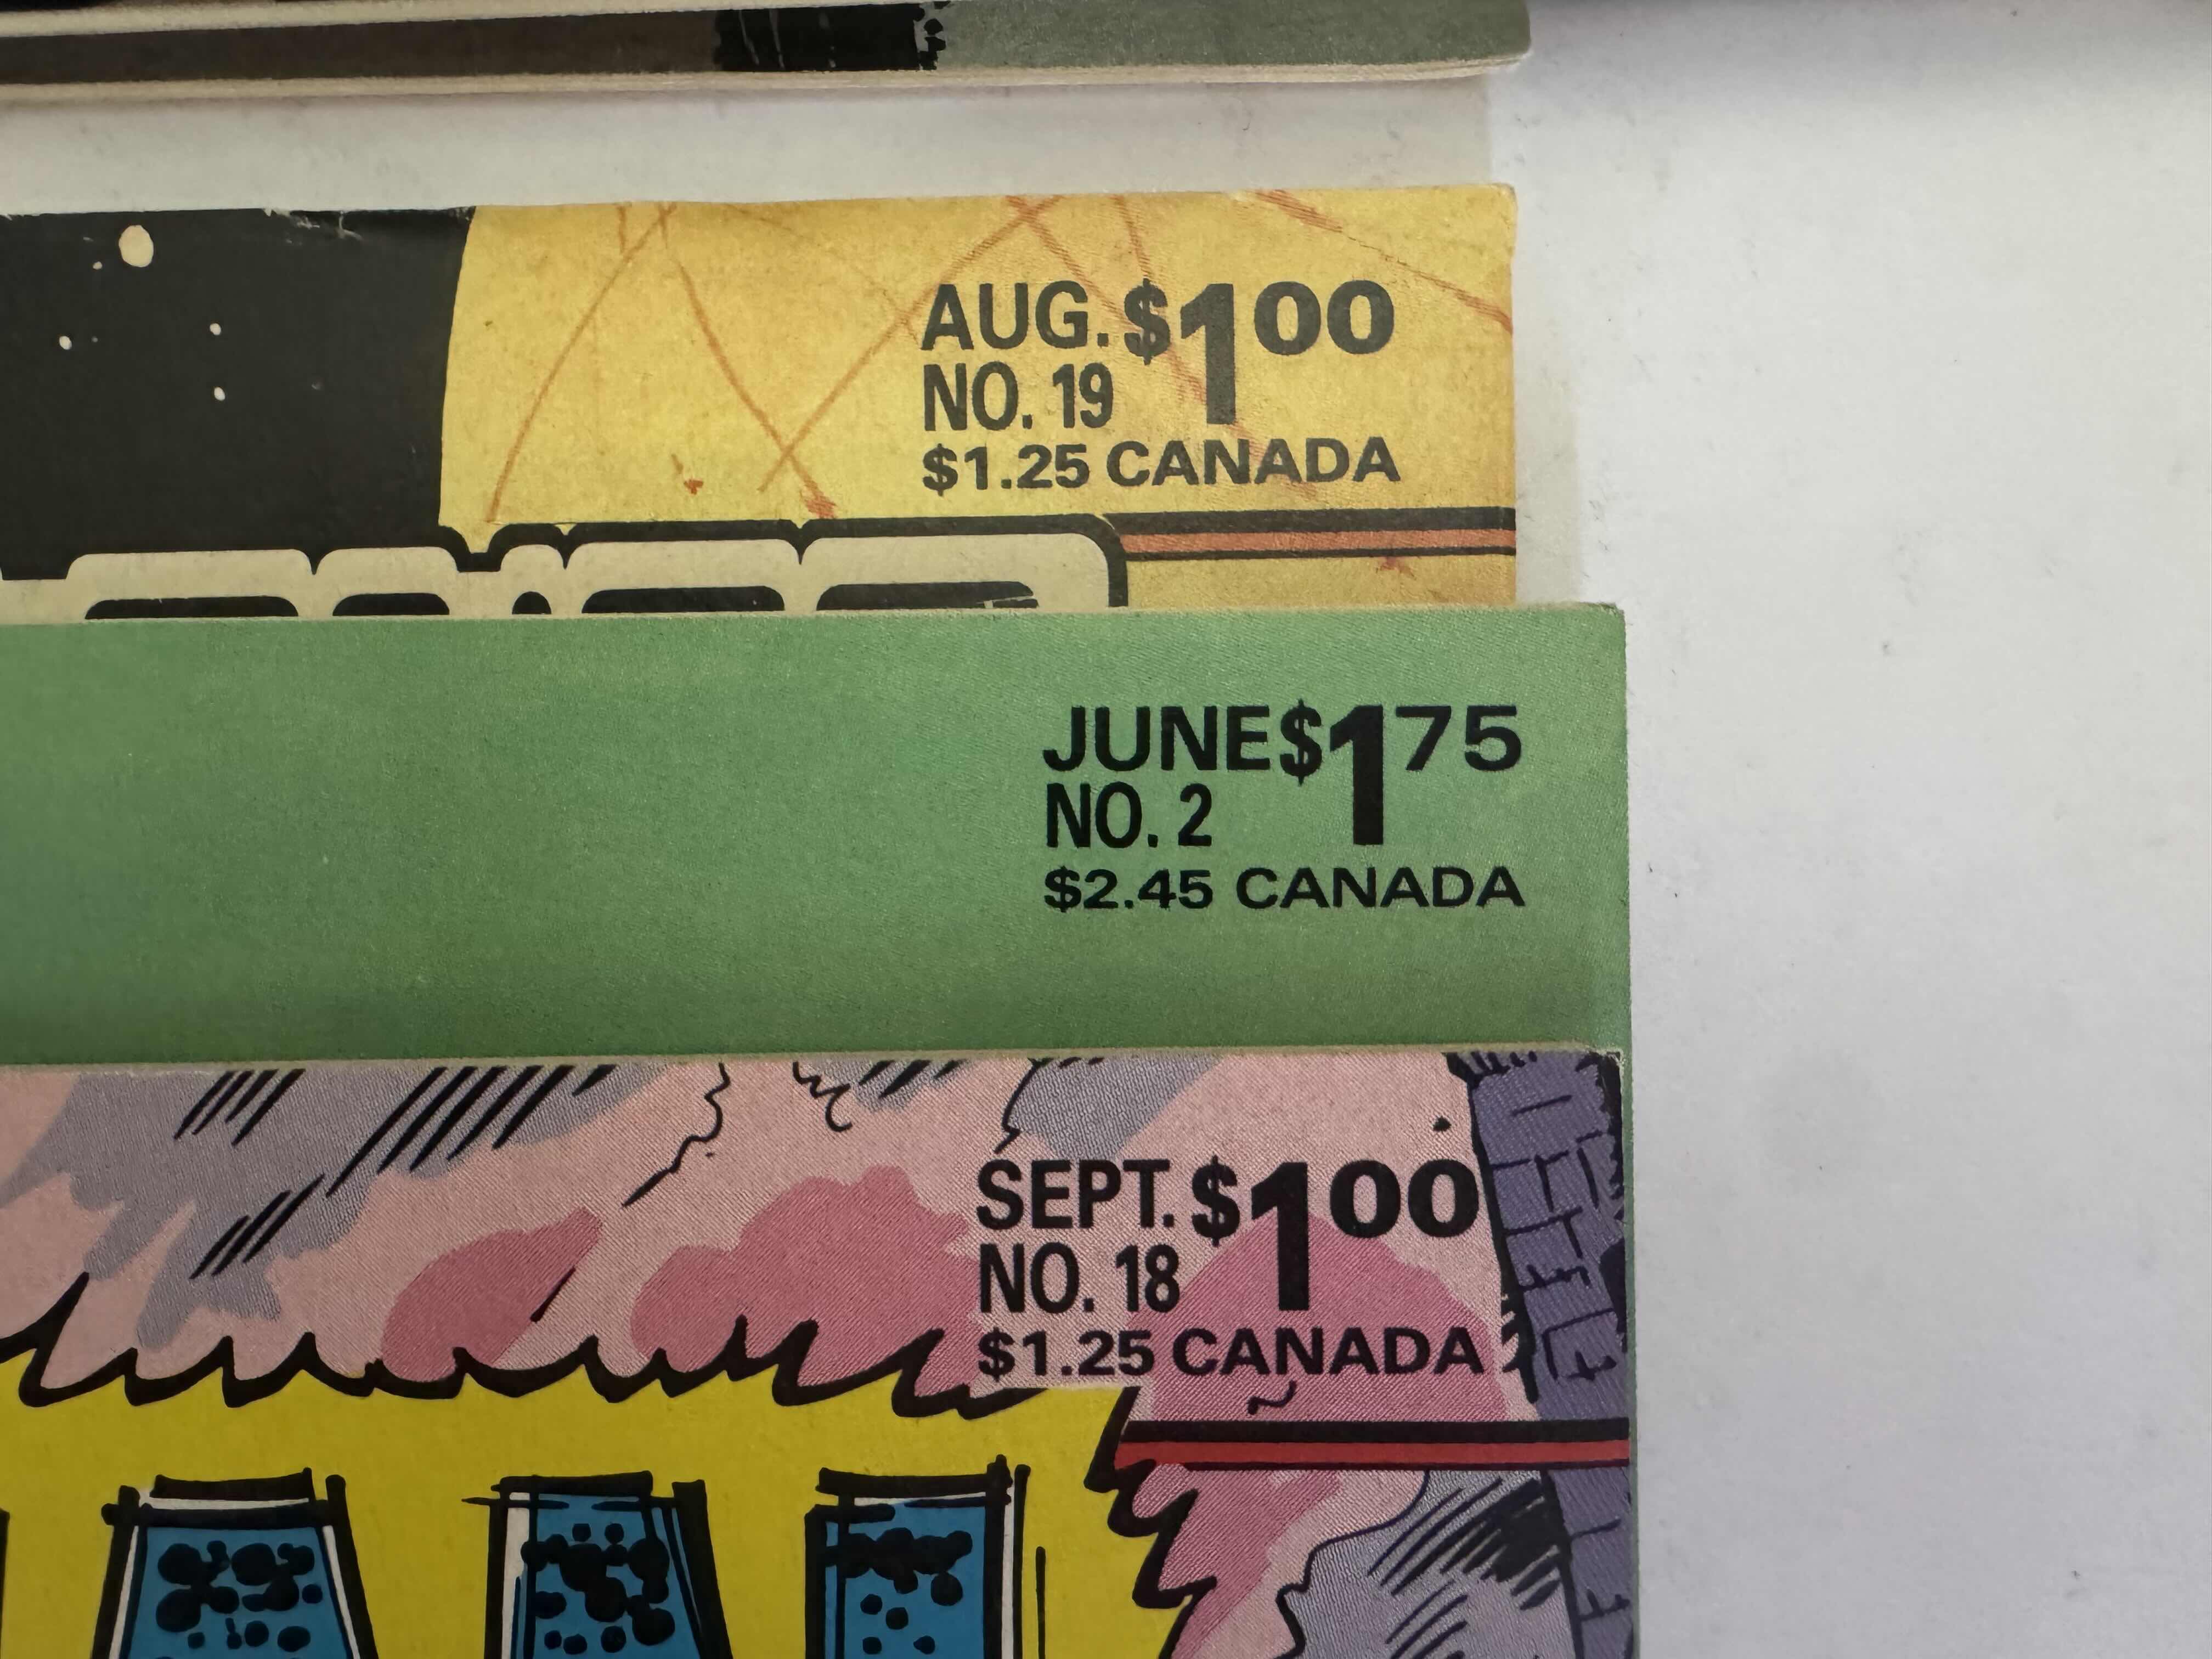 AUG. $1.00
NO. 19
$1.25 CANADA
JUNE $1.75
NO. 2
$2.45 CANADA
SEPT. $1.00
NO. 18
$1.25 CANADA